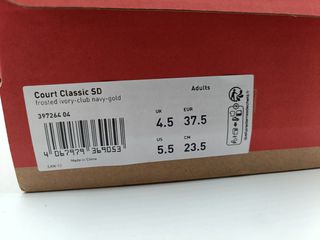 Court Classic SD
frosted ivory-club navy-gold
Adults
397264 04
UK EUR
4.5 37.5
US CM
5.5 23.5
4 067979 369053
Made in China